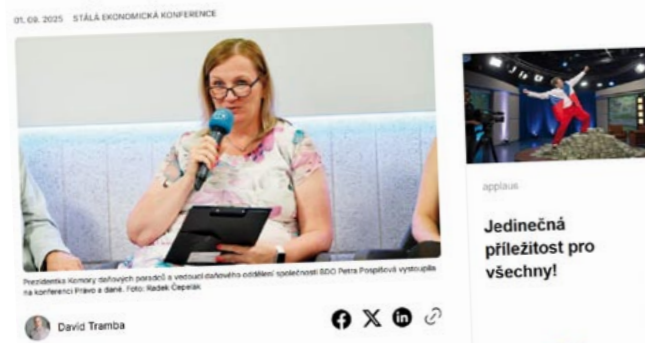 01. 09. 2025 STÁLÁ EKONOMICKÁ KONFERENCE
Prezidentka Komory daňových poradců a vedoucí daňového oddělení společnosti BDO Petra Pospíšilová vystoupila
na konferenci Právo a daně. Foto: Radek Čepelák
David Tramba
applaus
Jedinečná
příležitost pro
všechny!